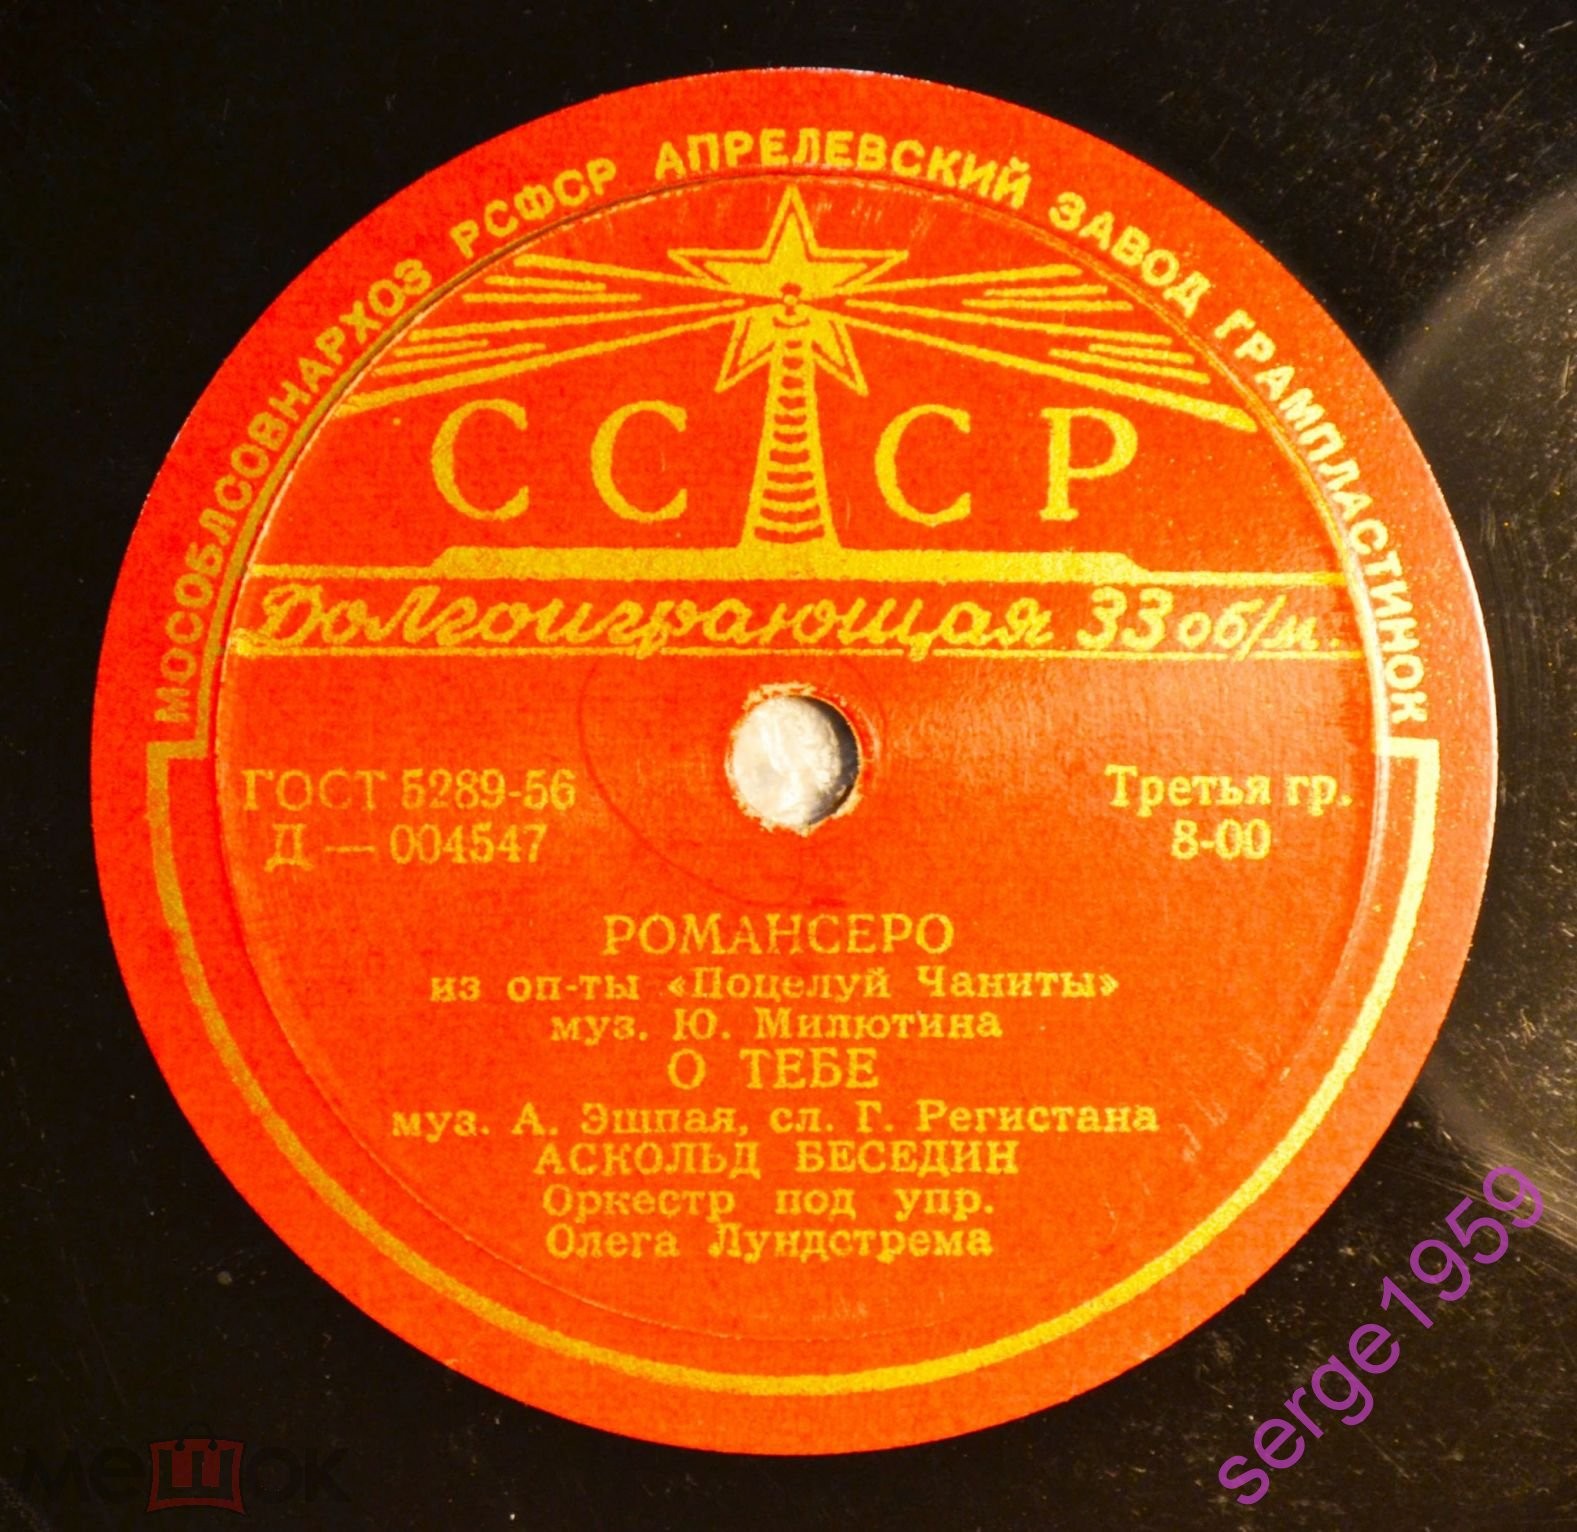 МОСОБЛСОВНАРХОЗ РСФСР АПРЕЛЕВСКИЙ ЗАВОД ГРАМПЛАСТИНОК
СССР
Долгоиграющая 33 об/м.
ГОСТ 5289-56
Д — 004547
Третья гр.
8-00
РОМАНСЕРО
из оп-ты «Поцелуй Чаниты»
муз. Ю. Милютина
О ТЕБЕ
муз. А. Эшпая, сл. Г. Регистана
АСКОЛЬД БЕСЕДИН
Оркестр под упр.
Олега Лундстрема
serge1959
мешок